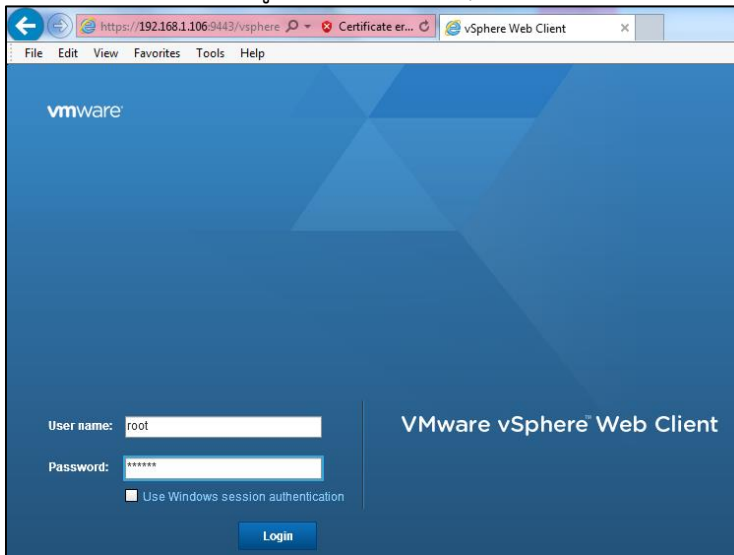 https://192.168.1.106:9443/vsphere
Certificate er...
vSphere Web Client
File Edit View Favorites Tools Help
vmware
User name: root
VMware vSphere™ Web Client
Password: ******
Use Windows session authentication
Login